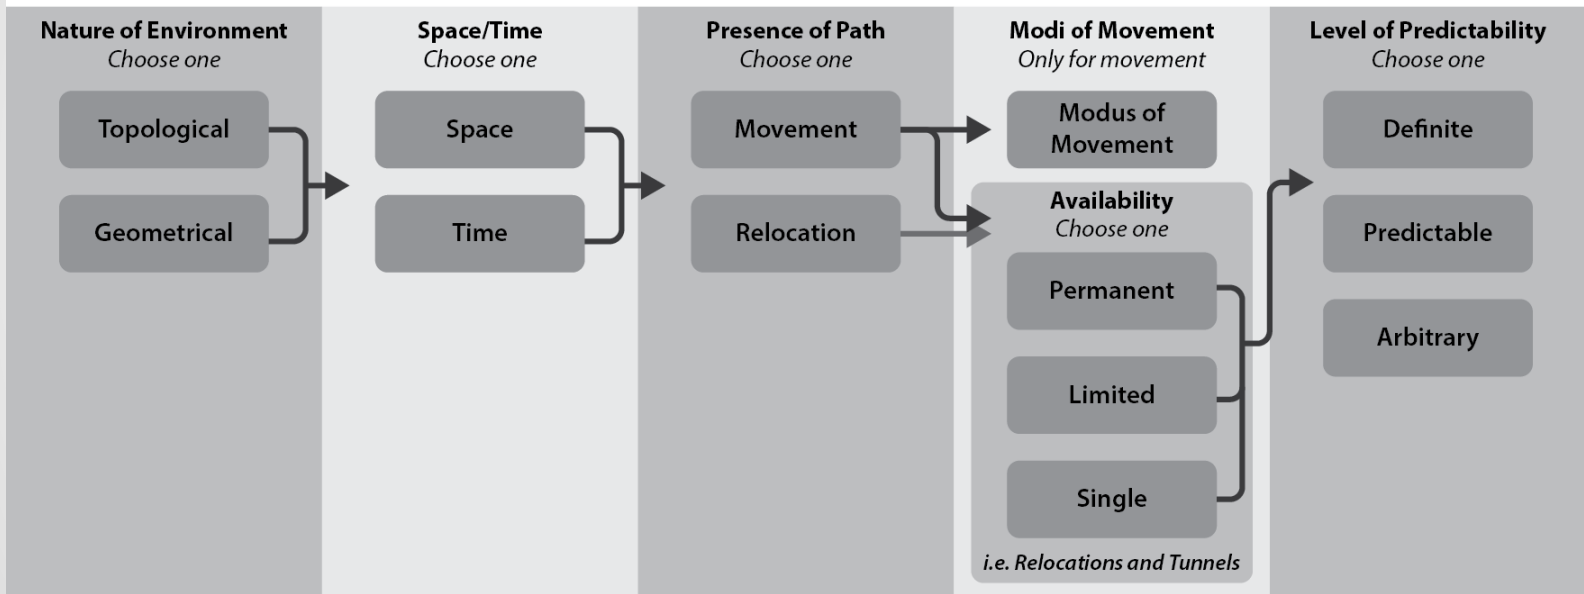 Nature of Environment
Choose one
Topological
Geometrical
Space/Time
Choose one
Space
Time
Presence of Path
Choose one
Movement
Relocation
Modi of Movement
Only for movement
Modus of
Movement
Availability
Choose one
Permanent
Limited
Single
i.e. Relocations and Tunnels
Level of Predictability
Choose one
Definite
Predictable
Arbitrary